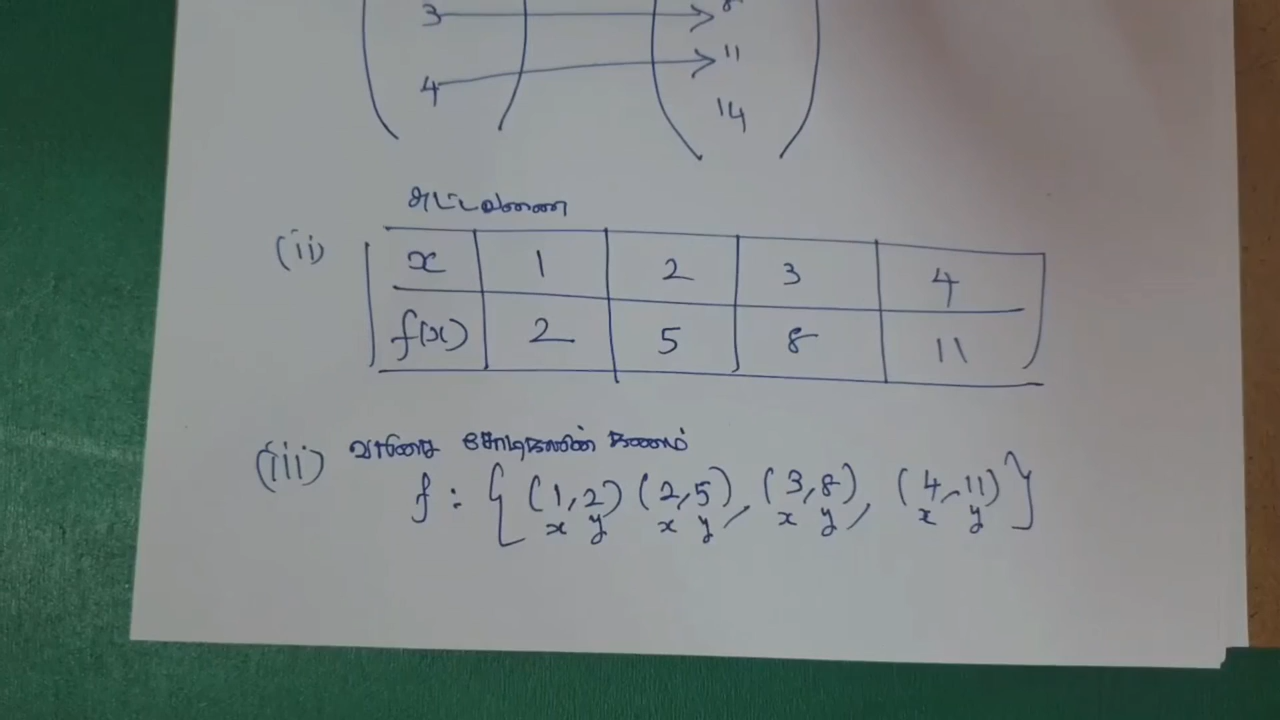 3 8
4 11
14
அட்டவணை
(ii) x 1 2 3 4
f(x) 2 5 8 11
(iii) வரிசை சோடிகளின் கணம்
f : {(1,2) (2,5), (3,8), (4,11)}
x y x y x y x y